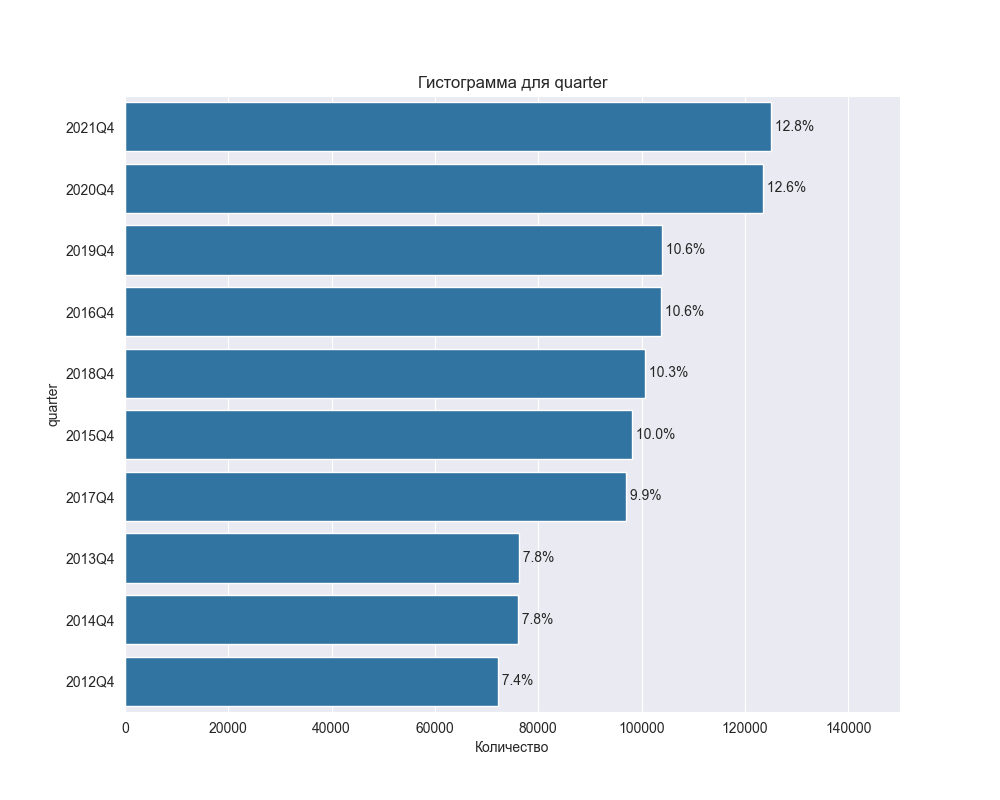 Гистограмма для quarter
2021Q4
12.8%
2020Q4
12.6%
2019Q4
10.6%
2016Q4
10.6%
2018Q4
10.3%
2015Q4
10.0%
2017Q4
9.9%
2013Q4
7.8%
2014Q4
7.8%
2012Q4
7.4%
quarter
0 20000 40000 60000 80000 100000 120000 140000
Количество